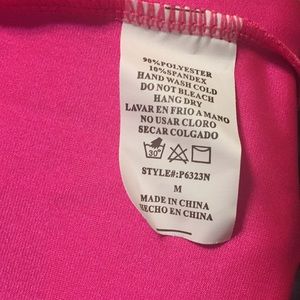 90%POLYESTER
10%SPANDEX
HAND WASH COLD
DO NOT BLEACH
HANG DRY
LAVAR EN FRIO A MANO
NO USAR CLORO
SECAR COLGADO
30°
STYLE#:P6323N
M
MADE IN CHINA
HECHO EN CHINA